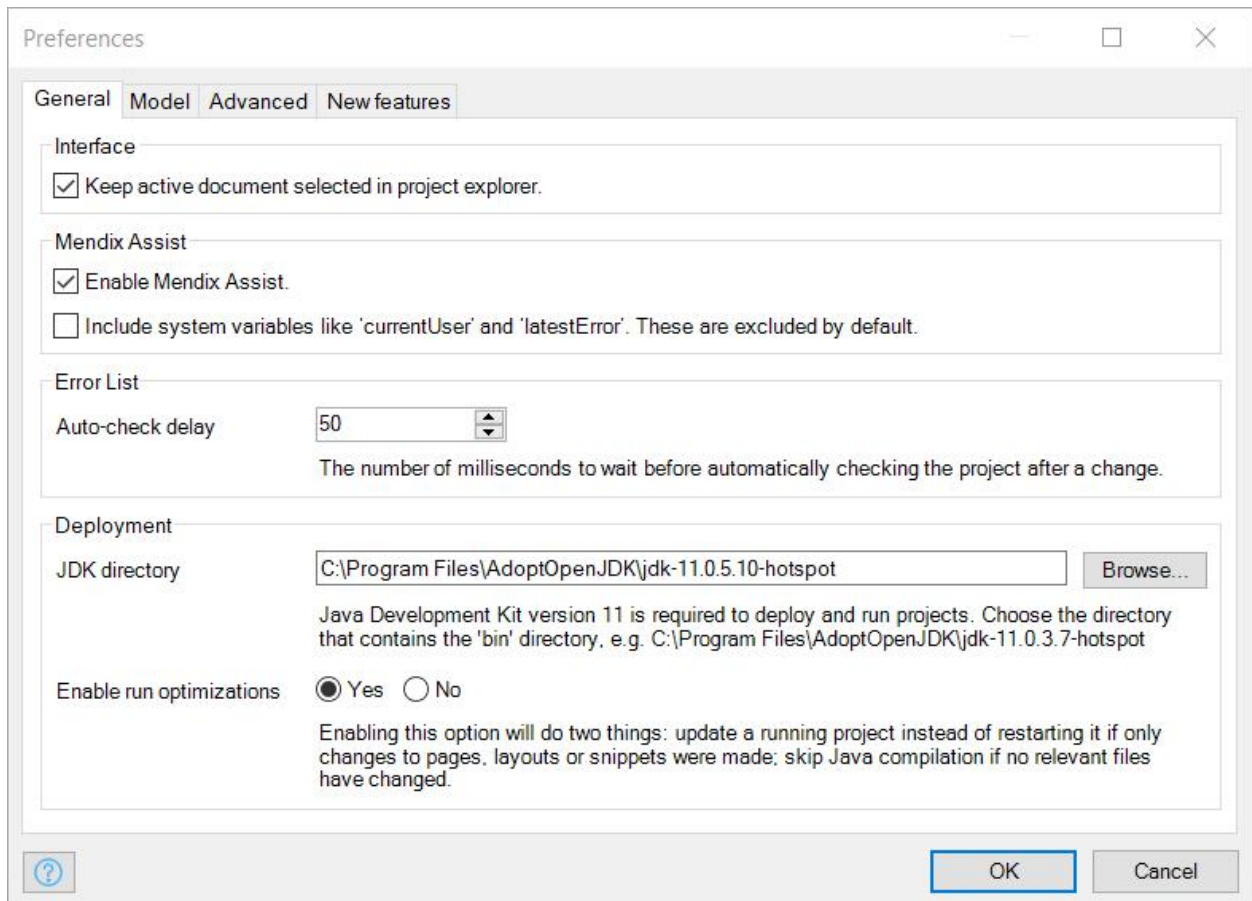 Preferences
General Model Advanced New features
Interface
Keep active document selected in project explorer.
Mendix Assist
Enable Mendix Assist.
Include system variables like 'currentUser' and 'latestError'. These are excluded by default.
Error List
Auto-check delay 50
The number of milliseconds to wait before automatically checking the project after a change.
Deployment
JDK directory C:\Program Files\AdoptOpenJDK\jdk-11.0.5.10-hotspot Browse...
Java Development Kit version 11 is required to deploy and run projects. Choose the directory
that contains the 'bin' directory, e.g. C:\Program Files\AdoptOpenJDK\jdk-11.0.3.7-hotspot
Enable run optimizations Yes No
Enabling this option will do two things: update a running project instead of restarting it if only
changes to pages, layouts or snippets were made; skip Java compilation if no relevant files
have changed.
? OK Cancel